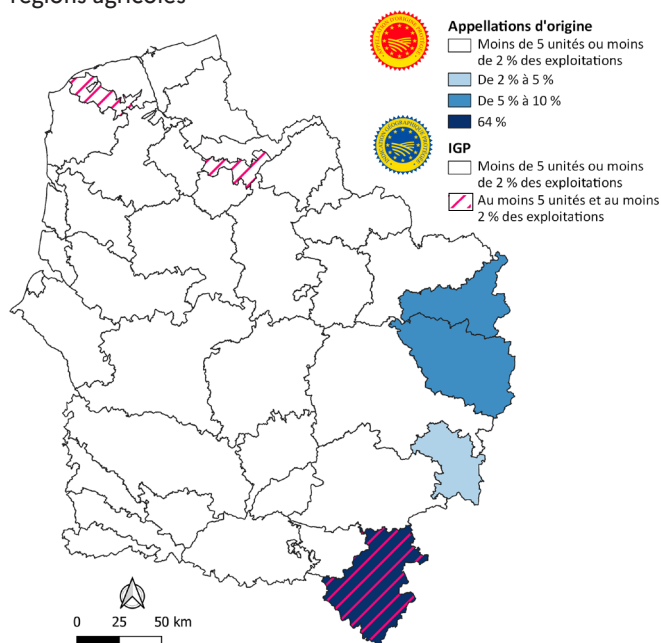 régions agricoles
Appellations d'origine
Moins de 5 unités ou moins
de 2 % des exploitations
De 2 % à 5 %
De 5 % à 10 %
64 %
IGP
Moins de 5 unités ou moins
de 2 % des exploitations
Au moins 5 unités et au moins
2 % des exploitations
0 25 50 km